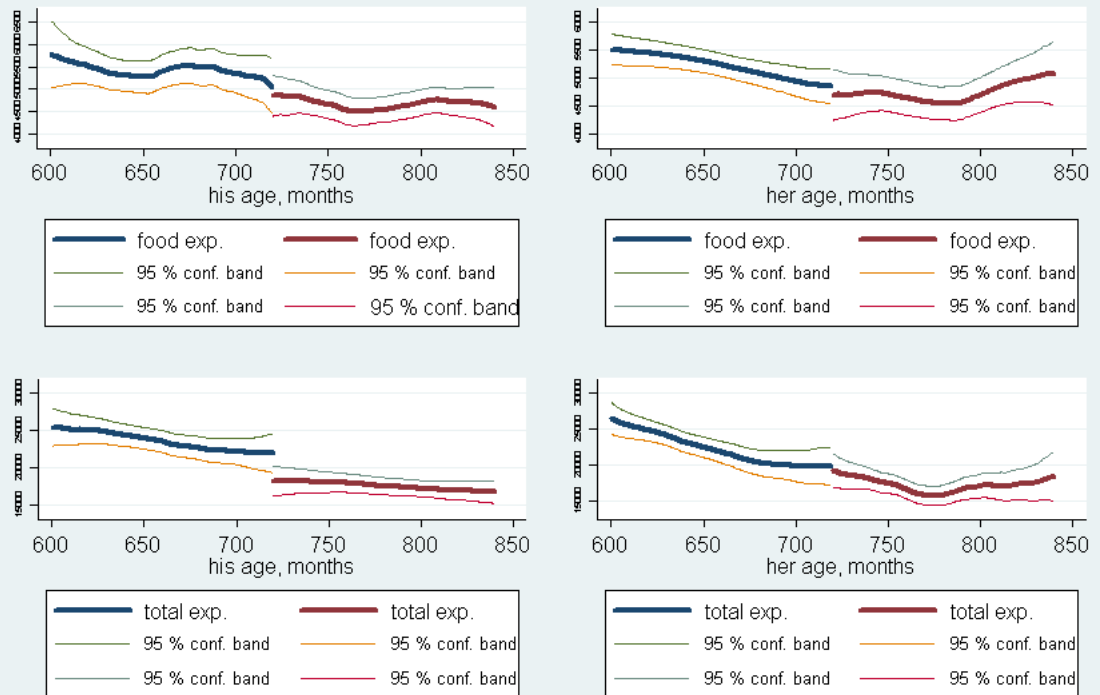 600 650 700 750 800 850
his age, months
food exp. food exp.
95 % conf. band 95 % conf. band
95 % conf. band 95 % conf. band
600 650 700 750 800 850
her age, months
food exp. food exp.
95 % conf. band 95 % conf. band
95 % conf. band 95 % conf. band
600 650 700 750 800 850
his age, months
total exp. total exp.
95 % conf. band 95 % conf. band
95 % conf. band 95 % conf. band
600 650 700 750 800 850
her age, months
total exp. total exp.
95 % conf. band 95 % conf. band
95 % conf. band 95 % conf. band